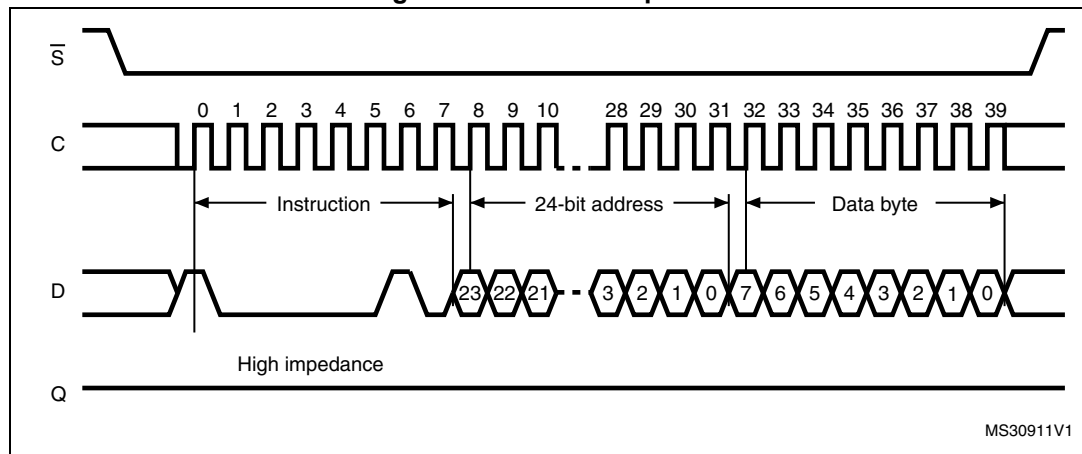 S
0 1 2 3 4 5 6 7 8 9 10 28 29 30 31 32 33 34 35 36 37 38 39
C
Instruction 24-bit address Data byte
D
23 22 21 3 2 1 0 7 6 5 4 3 2 1 0
High impedance
Q
MS30911V1